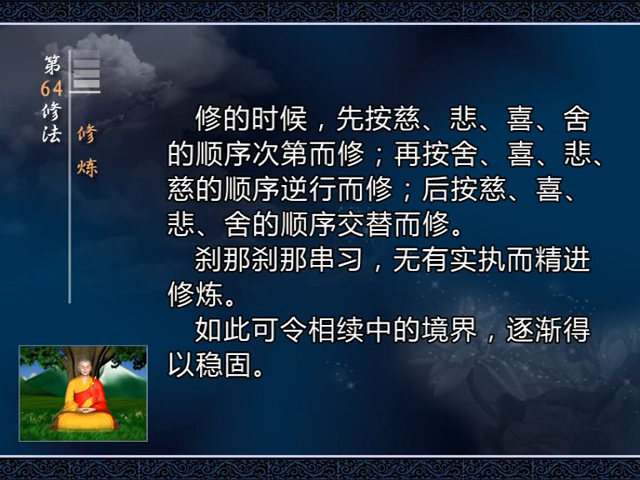 第64修法
修炼
修的时候，先按慈、悲、喜、舍
的顺序次第而修；再按舍、喜、悲、
慈的顺序逆行而修；后按慈、喜、
悲、舍的顺序交替而修。
刹那刹那串习，无有实执而精进
修炼。
如此可令相续中的境界，逐渐得
以稳固。